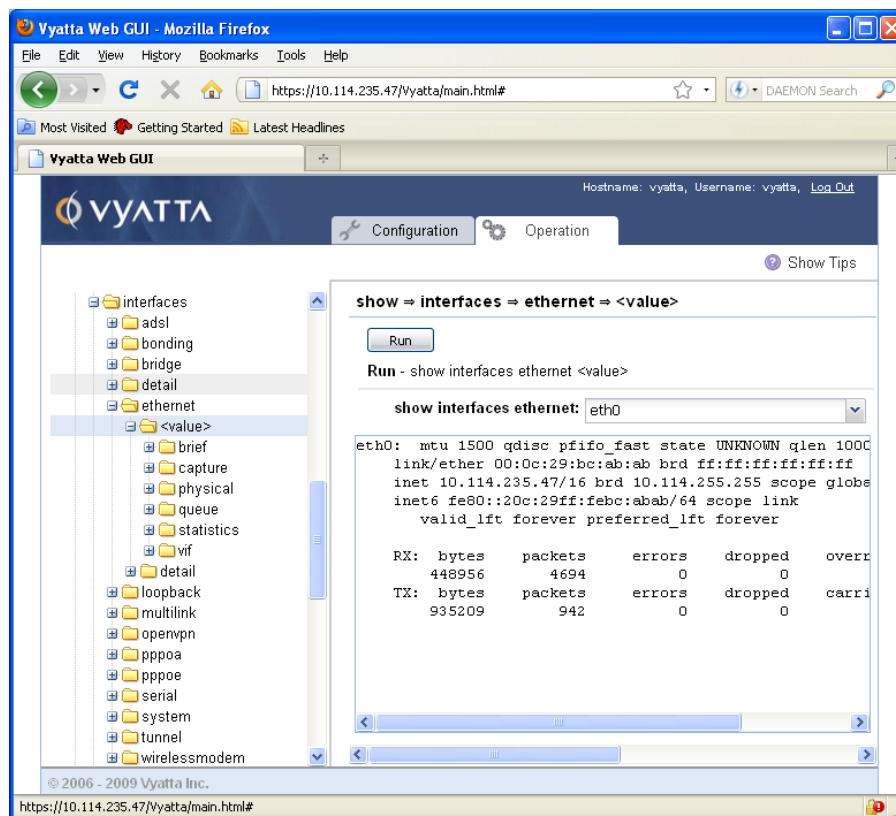 Vyatta Web GUI - Mozilla Firefox
File Edit View History Bookmarks Tools Help
https://10.114.235.47/Vyatta/main.html# DAEMON Search
Most Visited Getting Started Latest Headlines
Vyatta Web GUI
Hostname: vyatta, Username: vyatta, Log Out
VYATTA
Configuration Operation
Show Tips
interfaces
adsl
bonding
bridge
detail
ethernet
<value>
brief
capture
physical
queue
statistics
vif
detail
loopback
multilink
openvpn
pppoa
pppoe
serial
system
tunnel
wirelessmodem
show ⇒ interfaces ⇒ ethernet ⇒ <value>
Run
Run - show interfaces ethernet <value>
show interfaces ethernet: eth0
eth0: mtu 1500 qdisc pfifo_fast state UNKNOWN qlen 1000
link/ether 00:0c:29:bc:ab:ab brd ff:ff:ff:ff:ff:ff
inet 10.114.235.47/16 brd 10.114.255.255 scope globa
inet6 fe80::20c:29ff:febc:abab/64 scope link
valid_lft forever preferred_lft forever
RX: bytes packets errors dropped overr
448956 4694 0 0
TX: bytes packets errors dropped carri
935209 942 0 0
© 2006 - 2009 Vyatta Inc.
https://10.114.235.47/Vyatta/main.html#